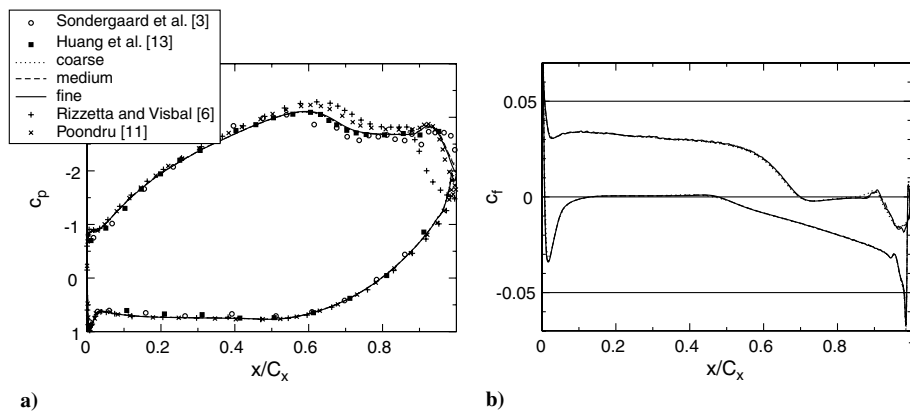 Sondergaard et al. [3]
Huang et al. [13]
coarse
medium
fine
Rizzetta and Visbal [6]
Poondru [11]
-2
-1
0
1
c_p
0
0.2
0.4
0.6
0.8
x/C_x
a)
0.05
0
-0.05
c_f
0
0.2
0.4
0.6
0.8
x/C_x
b)